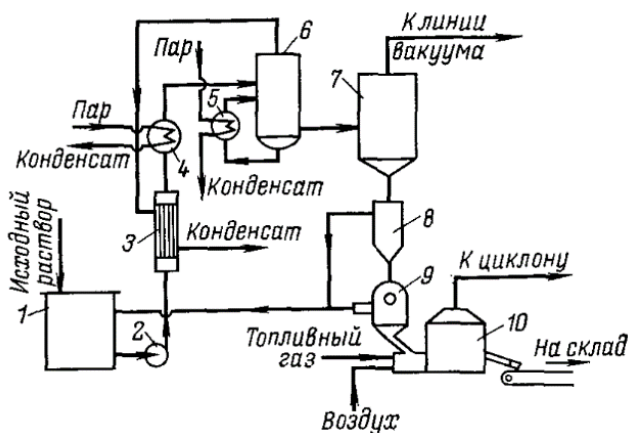 К линии
вакуума
6
Пар
7
5
Пар
4
Конденсат
Конденсат
3
Конденсат
8
Исходный
раствор
9
К циклону
1
2
10
Топливный
газ
На склад
Воздух